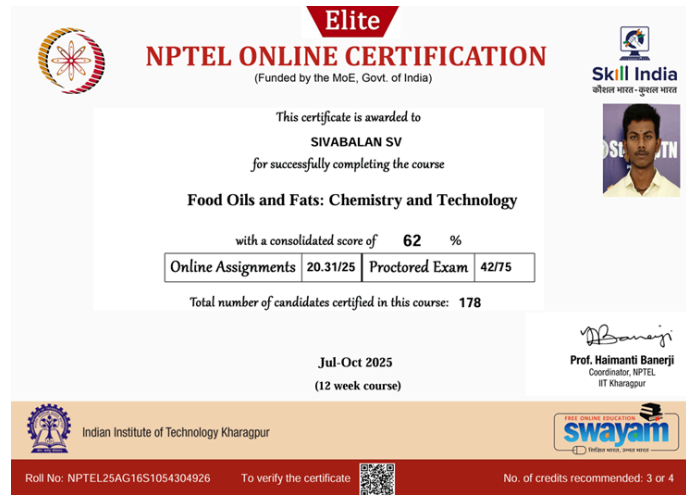 Elite
NPTEL ONLINE CERTIFICATION
(Funded by the MoE, Govt. of India)
Skill India
कौशल भारत - कुशल भारत
This certificate is awarded to
SIVABALAN SV
for successfully completing the course
Food Oils and Fats: Chemistry and Technology
with a consolidated score of 62 %
Online Assignments 20.31/25 Proctored Exam 42/75
Total number of candidates certified in this course: 178
Jul-Oct 2025
(12 week course)
Prof. Haimanti Banerji
Coordinator, NPTEL
IIT Kharagpur
Indian Institute of Technology Kharagpur
FREE ONLINE EDUCATION
swayam
शिक्षित भारत, उन्नत भारत
Roll No: NPTEL25AG16S1054304926 To verify the certificate No. of credits recommended: 3 or 4